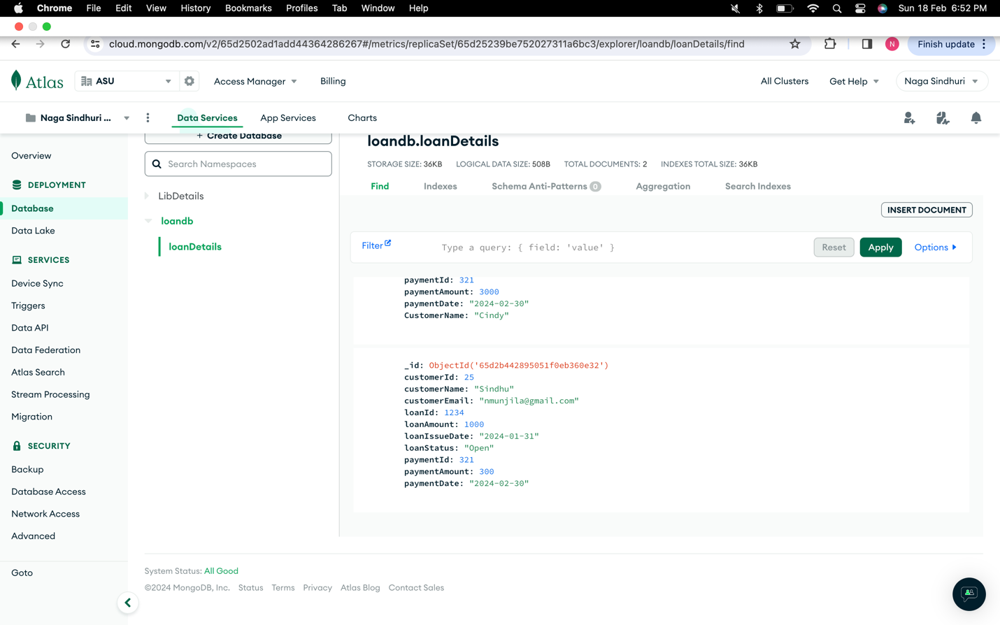 Chrome File Edit View History Bookmarks Profiles Tab Window Help Sun 18 Feb 6:52 PM
cloud.mongodb.com/v2/65d2502ad1add44364286267#/metrics/replicaSet/65d25239be752027311a6bc3/explorer/loandb/loanDetails/find N Finish update
Atlas ASU Access Manager Billing All Clusters Get Help Naga Sindhuri
Naga Sindhuri ... Data Services App Services Charts
Overview
DEPLOYMENT
Database
Data Lake
SERVICES
Device Sync
Triggers
Data API
Data Federation
Atlas Search
Stream Processing
Migration
SECURITY
Backup
Database Access
Network Access
Advanced
Goto
+ Create Database
Search Namespaces
LibDetails
loandb
loanDetails
loandb.loanDetails
STORAGE SIZE: 36KB LOGICAL DATA SIZE: 508B TOTAL DOCUMENTS: 2 INDEXES TOTAL SIZE: 36KB
Find Indexes Schema Anti-Patterns 0 Aggregation Search Indexes
INSERT DOCUMENT
Filter Type a query: { field: 'value' } Reset Apply Options
paymentId: 321
paymentAmount: 3000
paymentDate: "2024-02-30"
CustomerName: "Cindy"
_id: ObjectId('65d2b442895051f0eb360e32')
customerId: 25
customerName: "Sindhu"
customerEmail: "nmunjila@gmail.com"
loanId: 1234
loanAmount: 1000
loanIssueDate: "2024-01-31"
loanStatus: "Open"
paymentId: 321
paymentAmount: 300
paymentDate: "2024-02-30"
System Status: All Good
©2024 MongoDB, Inc. Status Terms Privacy Atlas Blog Contact Sales